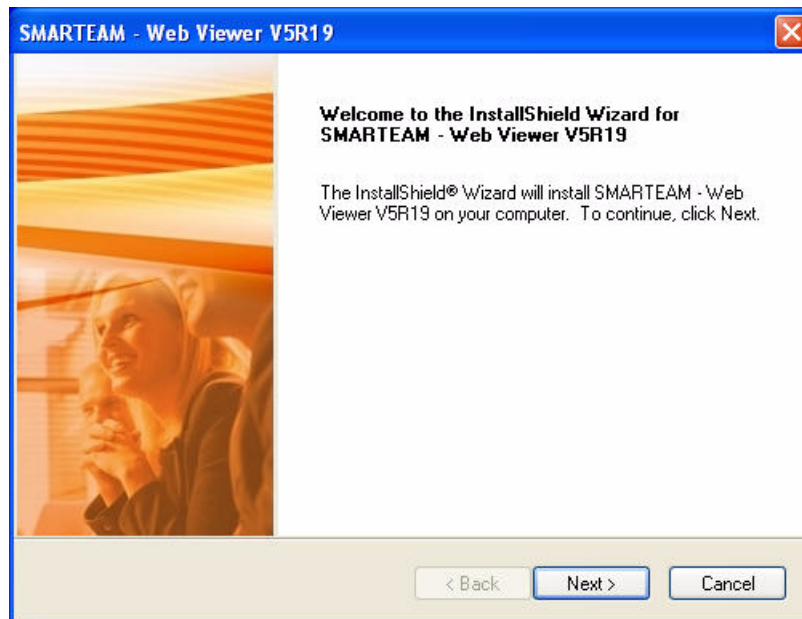 SMARTEAM - Web Viewer V5R19
Welcome to the InstallShield Wizard for
SMARTEAM - Web Viewer V5R19
The InstallShield® Wizard will install SMARTEAM - Web
Viewer V5R19 on your computer. To continue, click Next.
< Back Next > Cancel